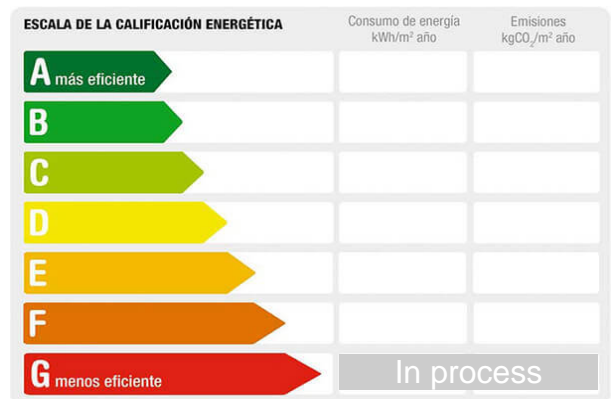 ESCALA DE LA CALIFICACIÓN ENERGÉTICA
Consumo de energía
kWh/m² año
Emisiones
kgCO₂/m² año
A más eficiente
B
C
D
E
F
G menos eficiente
In process